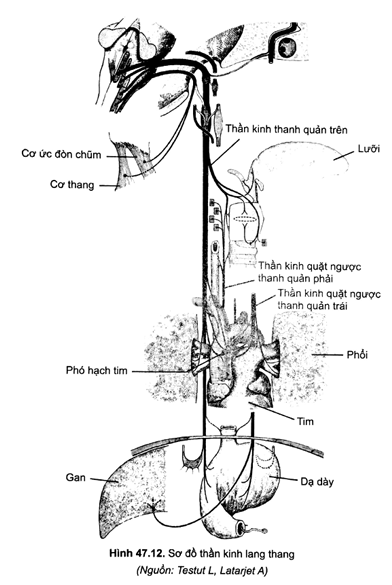 Thần kinh thanh quản trên
Lưỡi
Cơ ức đòn chũm
Cơ thang
Thần kinh quặt ngược
thanh quản phải
Thần kinh quặt ngược
thanh quản trái
Phó hạch tim
Phổi
Tim
Gan
Dạ dày
Hình 47.12. Sơ đồ thần kinh lang thang
(Nguồn: Testut L, Latarjet A)